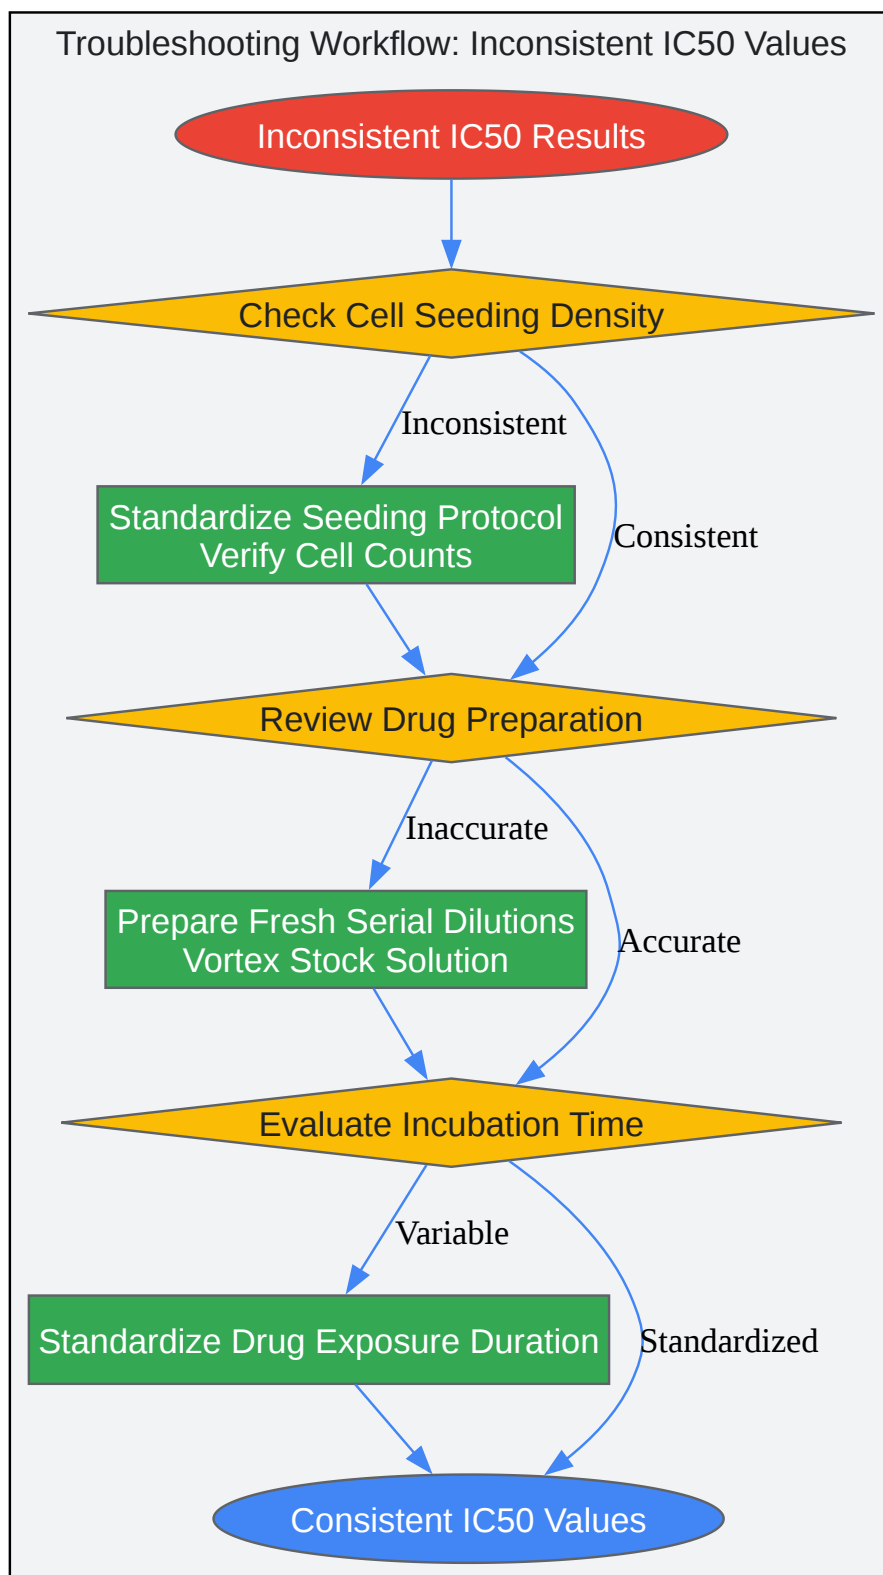 Troubleshooting Workflow: Inconsistent IC50 Values
Inconsistent IC50 Results
Check Cell Seeding Density
Inconsistent
Standardize Seeding Protocol
Verify Cell Counts
Consistent
Review Drug Preparation
Inaccurate
Prepare Fresh Serial Dilutions
Vortex Stock Solution
Accurate
Evaluate Incubation Time
Variable
Standardize Drug Exposure Duration
Standardized
Consistent IC50 Values